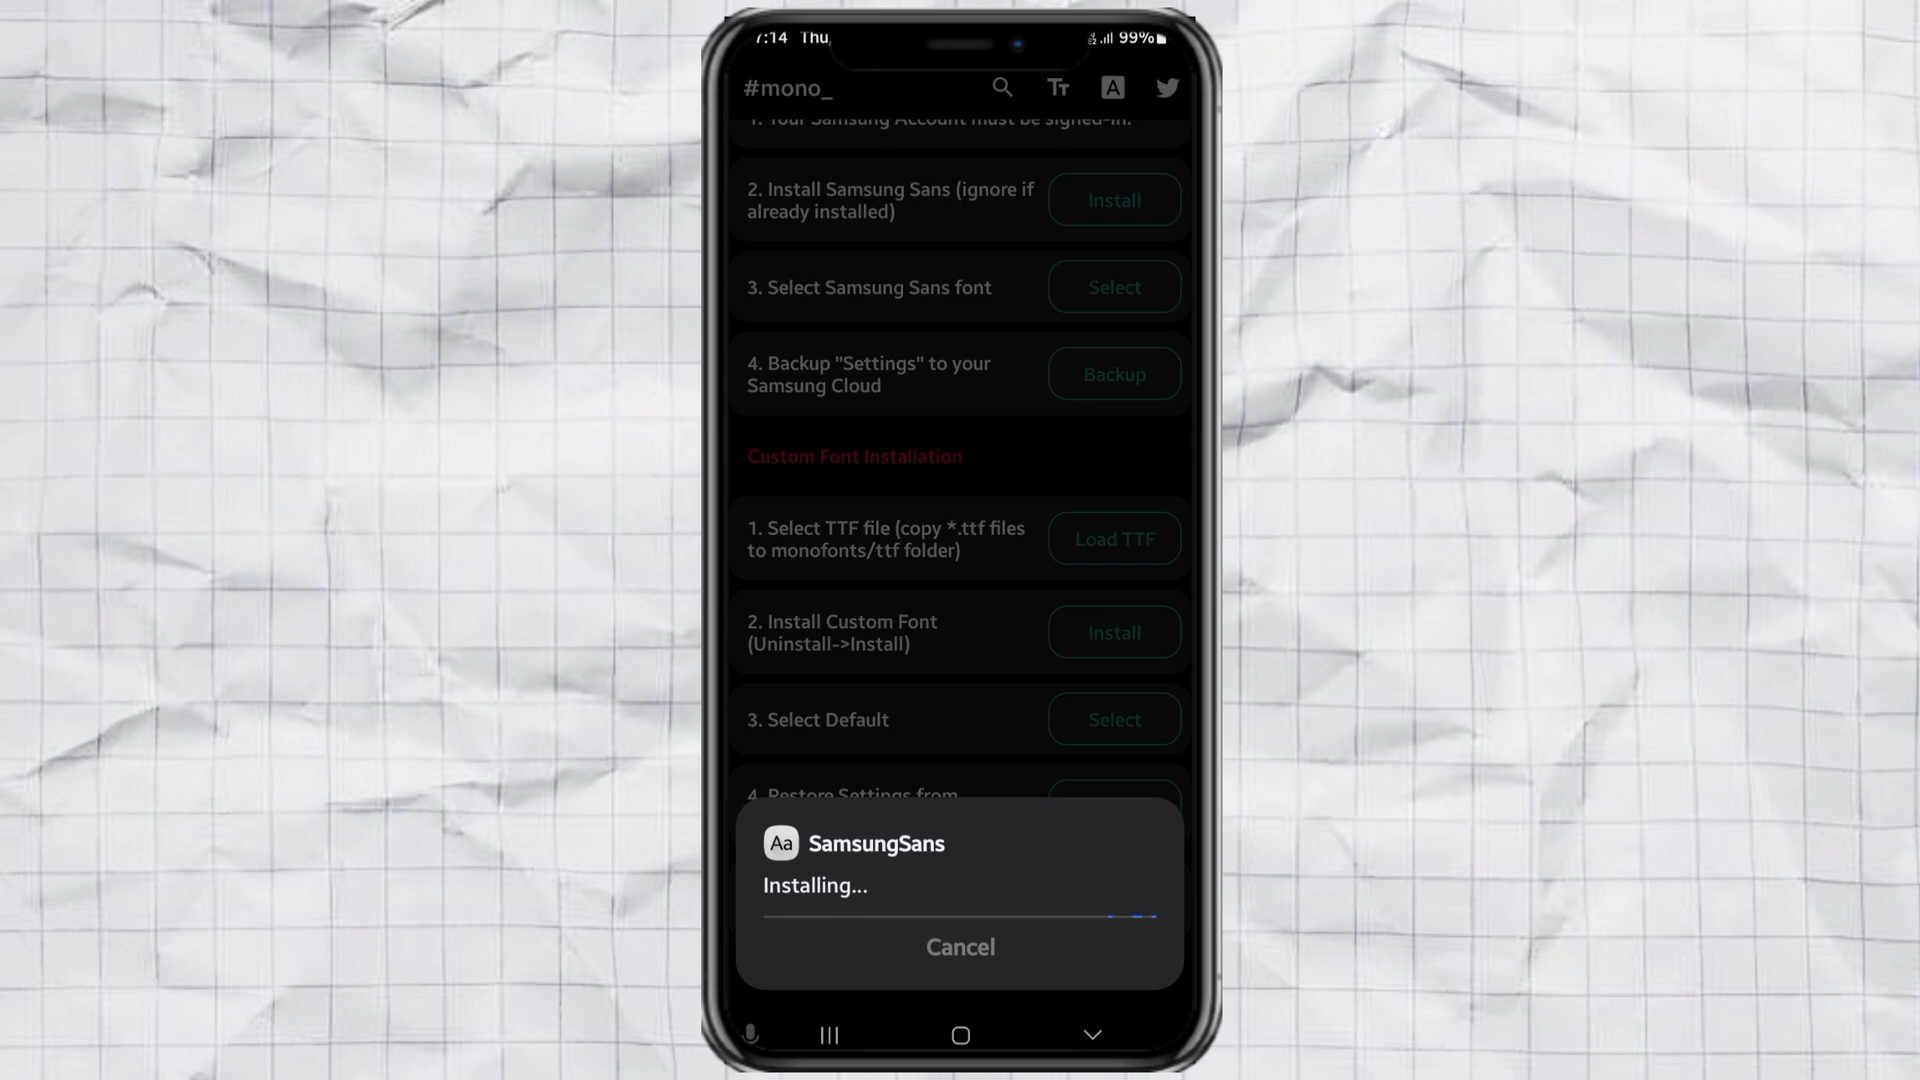 7:14 Thu
99%
#mono_
Tт
A
1. Your Samsung Account must be signed-in.
2. Install Samsung Sans (ignore if
already installed)
Install
3. Select Samsung Sans font
Select
4. Backup "Settings" to your
Samsung Cloud
Backup
Custom Font Installation
1. Select TTF file (copy *.ttf files
to monofonts/ttf folder)
Load TTF
2. Install Custom Font
(Uninstall->Install)
Install
3. Select Default
Select
4. Restore Settings from
Aa SamsungSans
Installing...
Cancel